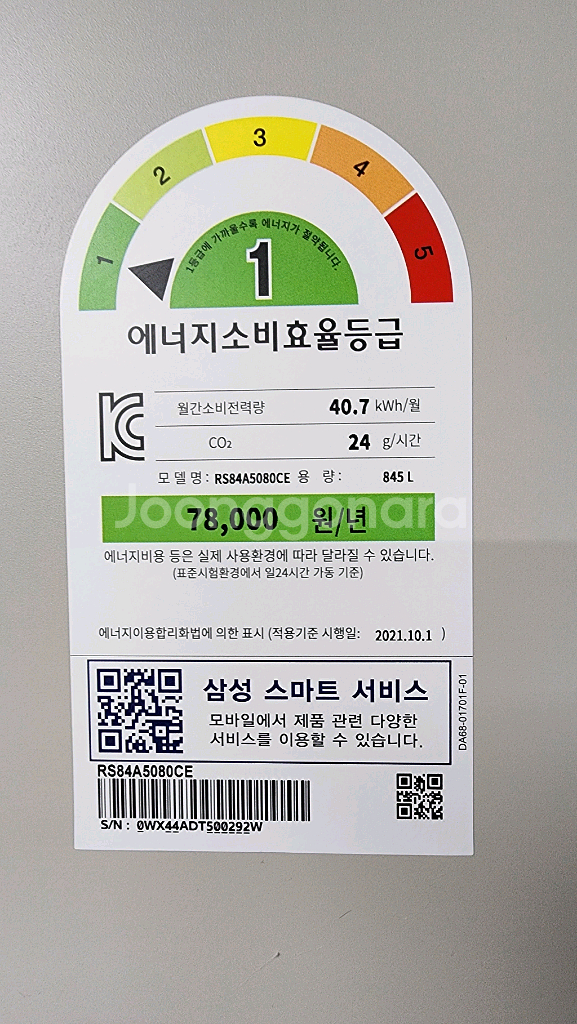 1 2 3 4 5
1등급에 가까울수록 에너지가 절약됩니다.
1
에너지소비효율등급
월간소비전력량 40.7 kWh/월
CO₂ 24 g/시간
모델명 : RS84A5080CE 용 량 : 845 L
Joonggonara
78,000 원/년
에너지비용 등은 실제 사용환경에 따라 달라질 수 있습니다.
(표준시험환경에서 일24시간 가동 기준)
에너지이용합리화법에 의한 표시 (적용기준 시행일: 2021.10.1 )
삼성 스마트 서비스
모바일에서 제품 관련 다양한
서비스를 이용할 수 있습니다.
DA68-01701F-01
RS84A5080CE
S/N : 0WX44ADT500292W